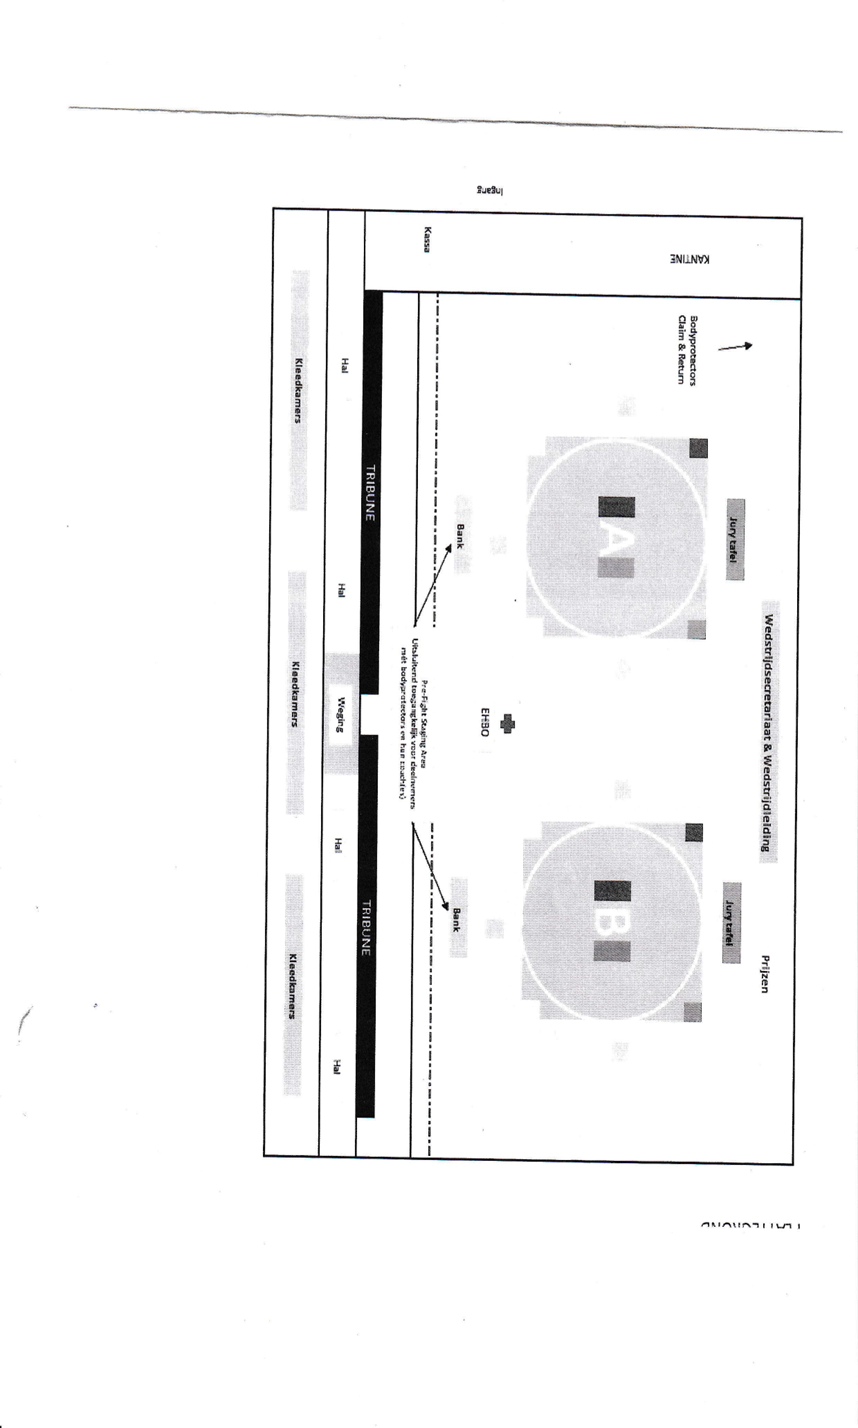 Wedstrijdsecretariaat & Wedstrijdleiding
Prijzen
Jury tafel
Jury tafel
KANTINE
Bodyprotectors
Claim & Return
A
B
EHBO
Ingang
Kassa
Bank
Bank
Pre-Fight Staging Area
Uitsluitend toegangkelijk voor deelnemers
mét bodyprotectors en hun coach(es)
TRIBUNE
TRIBUNE
Hal
Hal
Weging
Hal
Hal
Kleedkamers
Kleedkamers
Kleedkamers